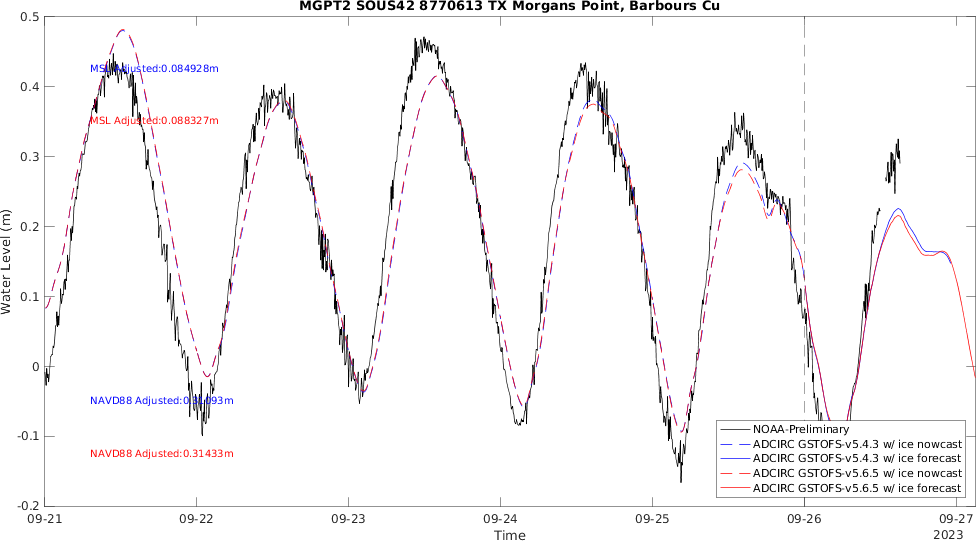 MGPT2 SOUS42 8770613 TX Morgans Point, Barbours Cu
Water Level (m)
0.5
0.4
0.3
0.2
0.1
0
-0.1
-0.2
MSL Adjusted:0.084928m
MSL Adjusted:0.088327m
NAVD88
NAVD88 Adjusted:0.31433m
NOAA-Preliminary
ADCIRC GSTOFS-v5.4.3 w/ ice nowcast
ADCIRC GSTOFS-v5.4.3 w/ ice forecast
ADCIRC GSTOFS-v5.6.5 w/ ice nowcast
ADCIRC GSTOFS-v5.6.5 w/ ice forecast
09-21 09-22 09-23 09-24 09-25 09-26 09-27
Time
2023